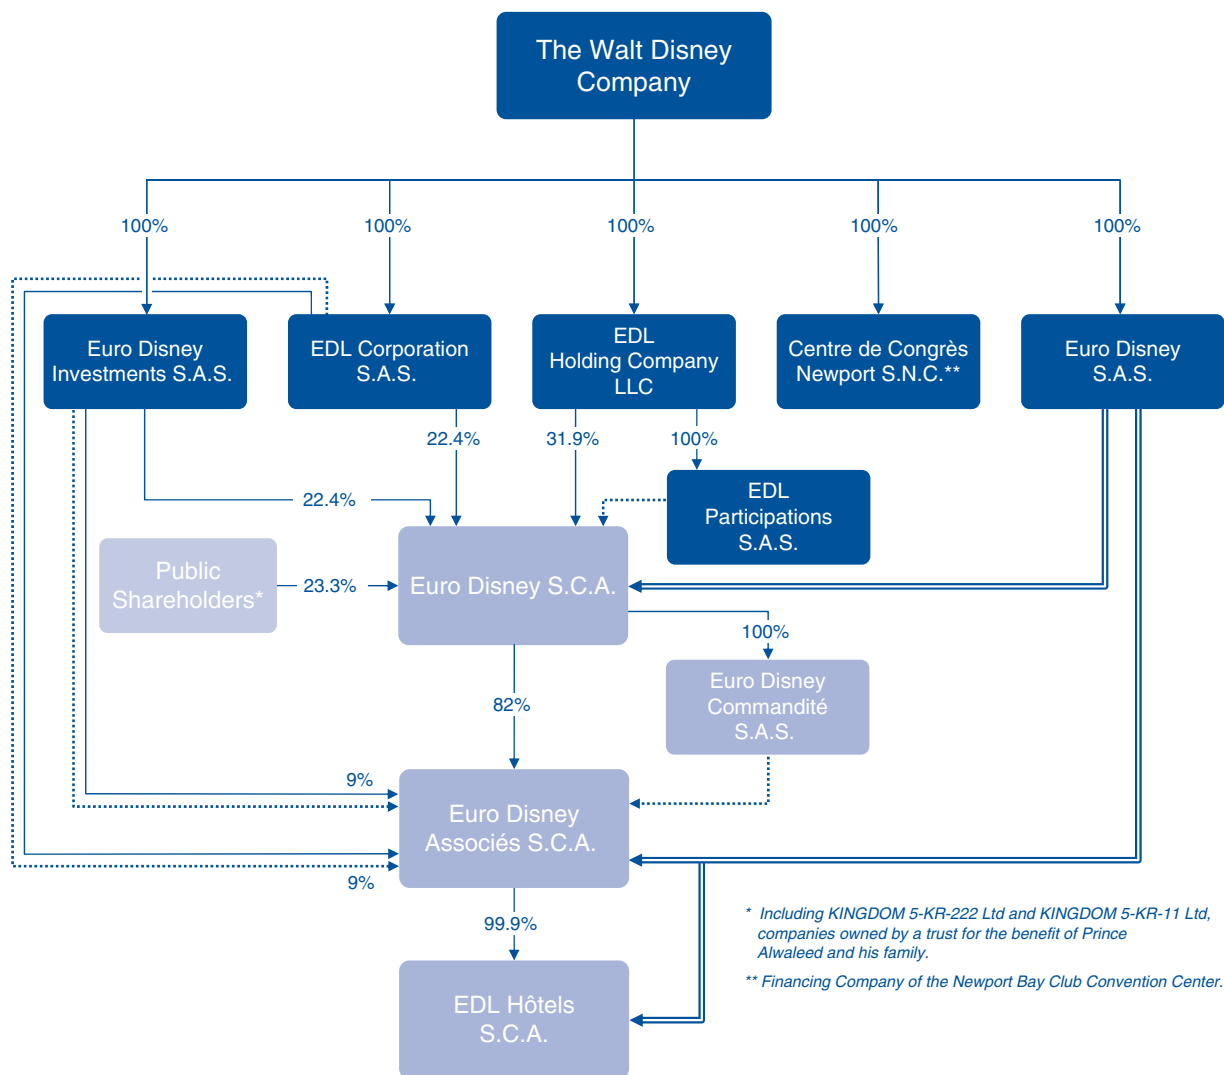 The Walt Disney
Company
100%
100%
100%
100%
100%
Euro Disney
Investments S.A.S.
EDL Corporation
S.A.S.
EDL
Holding Company
LLC
Centre de Congrès
Newport S.N.C.**
Euro Disney
S.A.S.
22.4%
31.9%
100%
22.4%
EDL
Participations
S.A.S.
Public
Shareholders*
23.3%
Euro Disney S.C.A.
100%
Euro Disney
Commandité
S.A.S.
82%
9%
Euro Disney
Associés S.C.A.
9%
99.9%
* Including KINGDOM 5-KR-222 Ltd and KINGDOM 5-KR-11 Ltd,
companies owned by a trust for the benefit of Prince
Alwaleed and his family.
** Financing Company of the Newport Bay Club Convention Center.
EDL Hôtels
S.C.A.